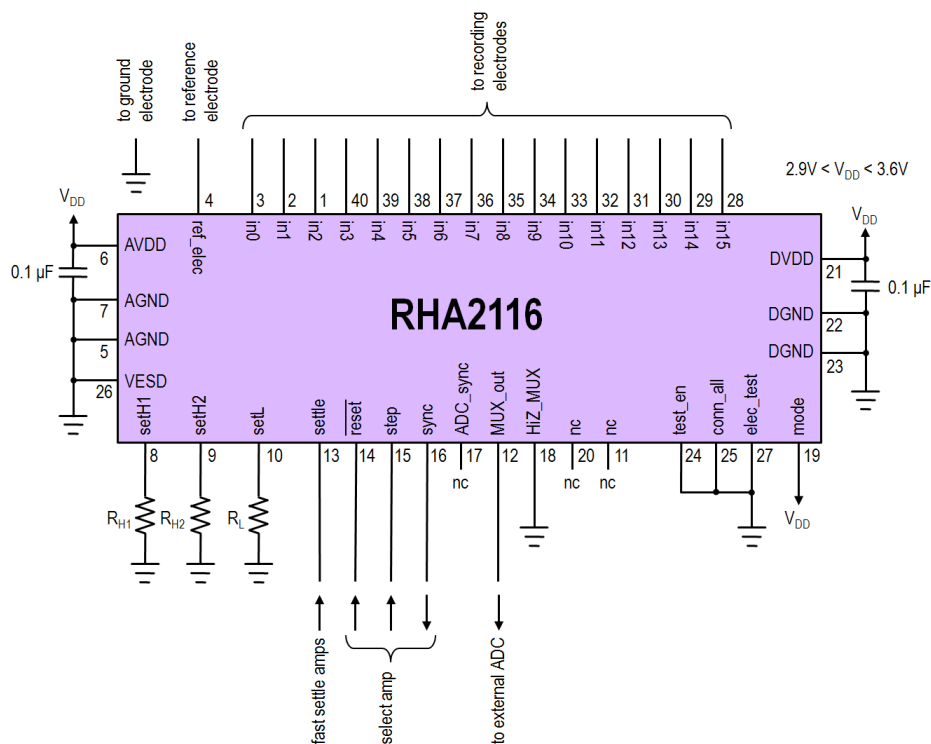 to ground
electrode
to reference
electrode
to recording
electrodes
2.9V < VDD < 3.6V
4
3
2
1
40
39
38
37
36
35
34
33
32
31
30
29
28
ref_elec
in0
in1
in2
in3
in4
in5
in6
in7
in8
in9
in10
in11
in12
in13
in14
in15
VDD
6
AVDD
0.1 µF
7
AGND
5
AGND
26
VESD
RHA2116
VDD
DVDD
21
0.1 µF
DGND
22
DGND
23
setH1
setH2
setL
settle
reset
step
sync
ADC_sync
MUX_out
HiZ_MUX
nc
nc
test_en
conn_all
elec_test
mode
8
9
10
13
14
15
16
17
12
18
20
11
24
25
27
19
nc
nc
nc
RH1
RH2
RL
VDD
fast settle amps
select amp
to external ADC